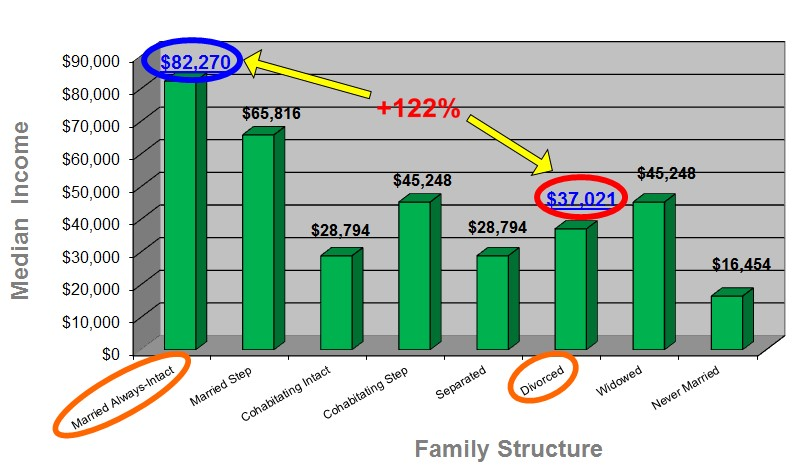 $90,000
$80,000
$70,000
$60,000
$50,000
$40,000
$30,000
$20,000
$10,000
$0
Median Income
$82,270
$65,816
$28,794
$45,248
$28,794
$37,021
$45,248
$16,454
+122%
Married Always-Intact
Married Step
Cohabitating Intact
Cohabitating Step
Separated
Divorced
Widowed
Never Married
Family Structure